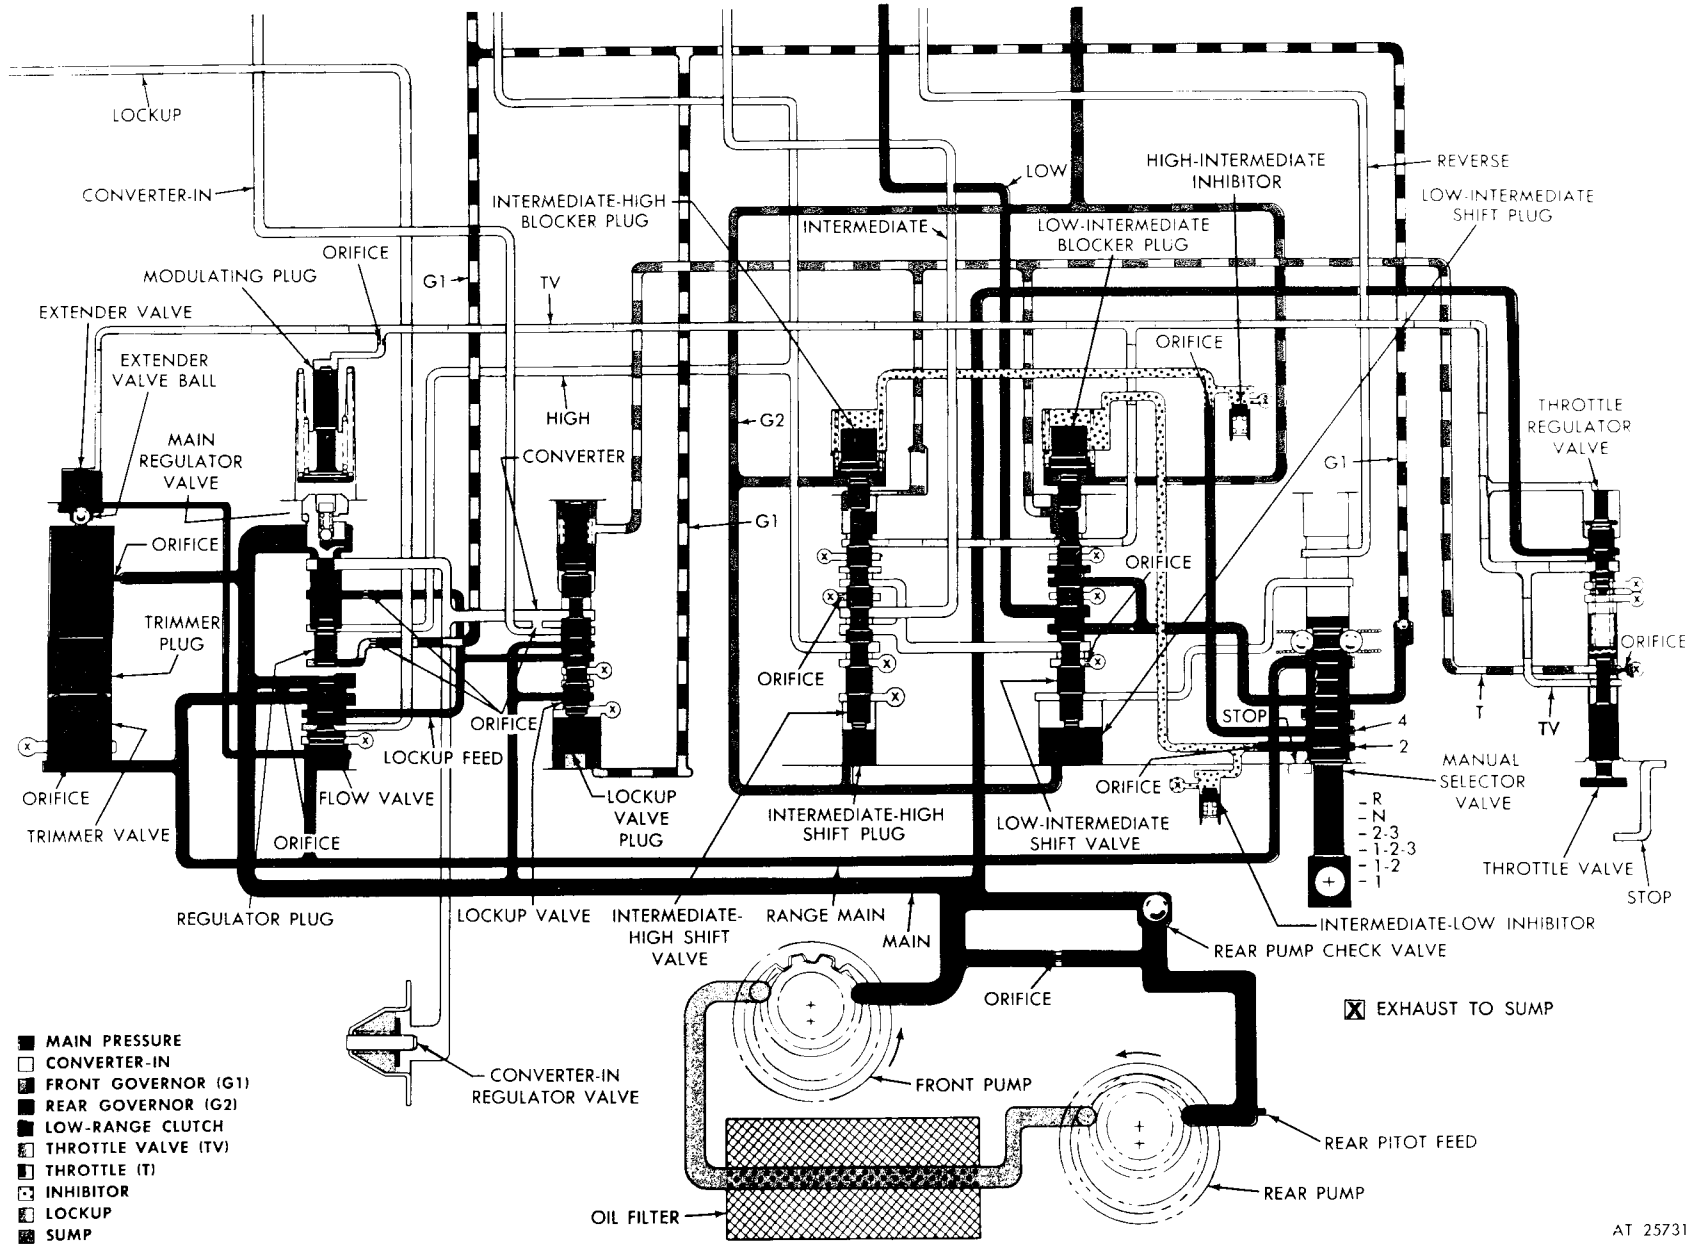 LOCKUP
CONVERTER-IN
ORIFICE
MODULATING PLUG
EXTENDER VALVE
EXTENDER
VALVE BALL
MAIN
REGULATOR
VALVE
ORIFICE
TRIMMER
PLUG
ORIFICE
TRIMMER VALVE
G1
TV
INTERMEDIATE-HIGH
BLOCKER PLUG
INTERMEDIATE
LOW
HIGH-INTERMEDIATE
INHIBITOR
LOW-INTERMEDIATE
BLOCKER PLUG
REVERSE
LOW-INTERMEDIATE
SHIFT PLUG
HIGH
G2
CONVERTER
G1
ORIFICE
THROTTLE
REGULATOR
VALVE
G1
ORIFICE
ORIFICE
ORIFICE
ORIFICE
LOCKUP FEED
FLOW VALVE
ORIFICE
REGULATOR PLUG
LOCKUP
VALVE
PLUG
LOCKUP VALVE
INTERMEDIATE-
HIGH SHIFT
VALVE
INTERMEDIATE-HIGH
SHIFT PLUG
RANGE MAIN
MAIN
LOW-INTERMEDIATE
SHIFT VALVE
STOP
ORIFICE
4
2
MANUAL
SELECTOR
VALVE
T
TV
R
N
2-3
1-2-3
1-2
1
THROTTLE VALVE
STOP
INTERMEDIATE-LOW INHIBITOR
REAR PUMP CHECK VALVE
ORIFICE
X EXHAUST TO SUMP
CONVERTER-IN
REGULATOR VALVE
FRONT PUMP
REAR PITOT FEED
REAR PUMP
OIL FILTER
MAIN PRESSURE
CONVERTER-IN
FRONT GOVERNOR (G1)
REAR GOVERNOR (G2)
LOW-RANGE CLUTCH
THROTTLE VALVE (TV)
THROTTLE (T)
INHIBITOR
LOCKUP
SUMP
AT 25731